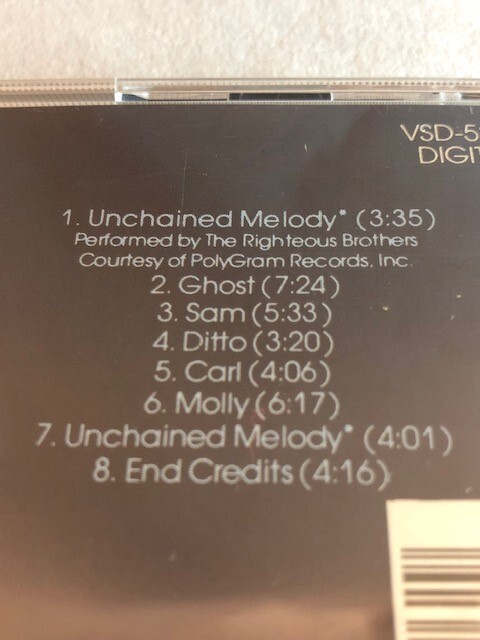 VSD-5
DIGIT
1. Unchained Melody* (3:35)
Performed by The Righteous Brothers
Courtesy of PolyGram Records, Inc.
2. Ghost (7:24)
3. Sam (5:33)
4. Ditto (3:20)
5. Carl (4:06)
6. Molly (6:17)
7. Unchained Melody* (4:01)
8. End Credits (4:16)